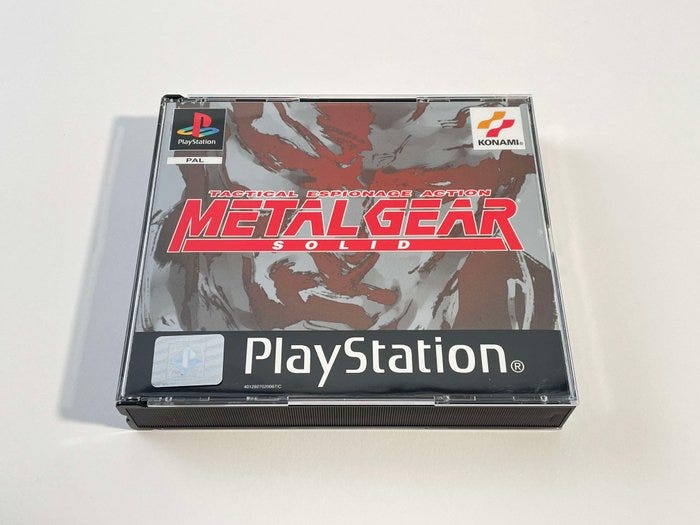 PlayStation
PAL
KONAMI®
TACTICAL ESPIONAGE ACTION
METAL GEAR
SOLID
PlayStation®